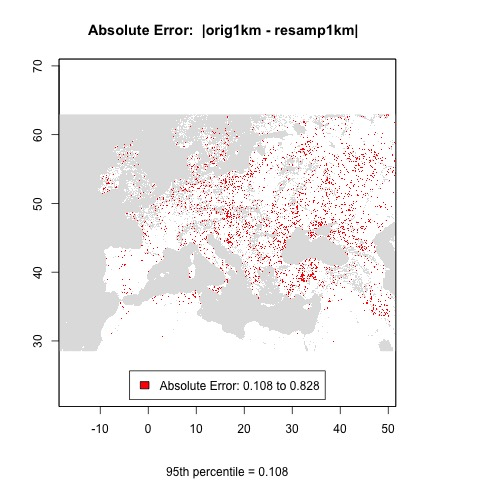 Absolute Error:  |orig1km - resamp1km|
70
60
50
40
30
Absolute Error: 0.108 to 0.828
-10 0 10 20 30 40 50
95th percentile = 0.108